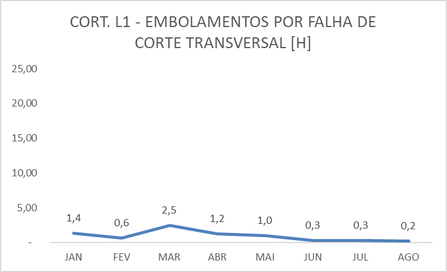 CORT. L1 - EMBOLAMENTOS POR FALHA DE
CORTE TRANSVERSAL [H]
25,00
20,00
15,00
10,00
5,00
-
1,4
0,6
2,5
1,2
1,0
0,3
0,3
0,2
JAN
FEV
MAR
ABR
MAI
JUN
JUL
AGO